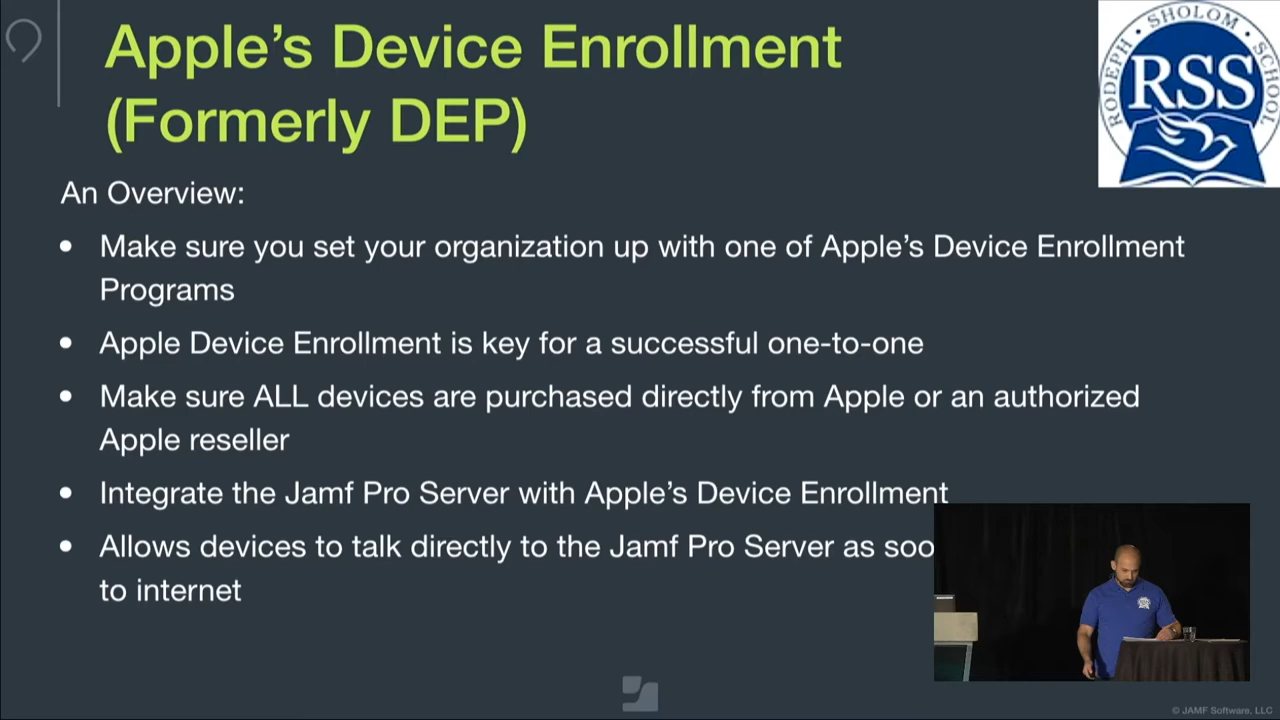 Apple's Device Enrollment
(Formerly DEP)
RODEPH • SHOLOM • SCHOOL
RSS
An Overview:
• Make sure you set your organization up with one of Apple's Device Enrollment
Programs
• Apple Device Enrollment is key for a successful one-to-one
• Make sure ALL devices are purchased directly from Apple or an authorized
Apple reseller
• Integrate the Jamf Pro Server with Apple's Device Enrollment
• Allows devices to talk directly to the Jamf Pro Server as soo
to internet
© JAMF Software, LLC